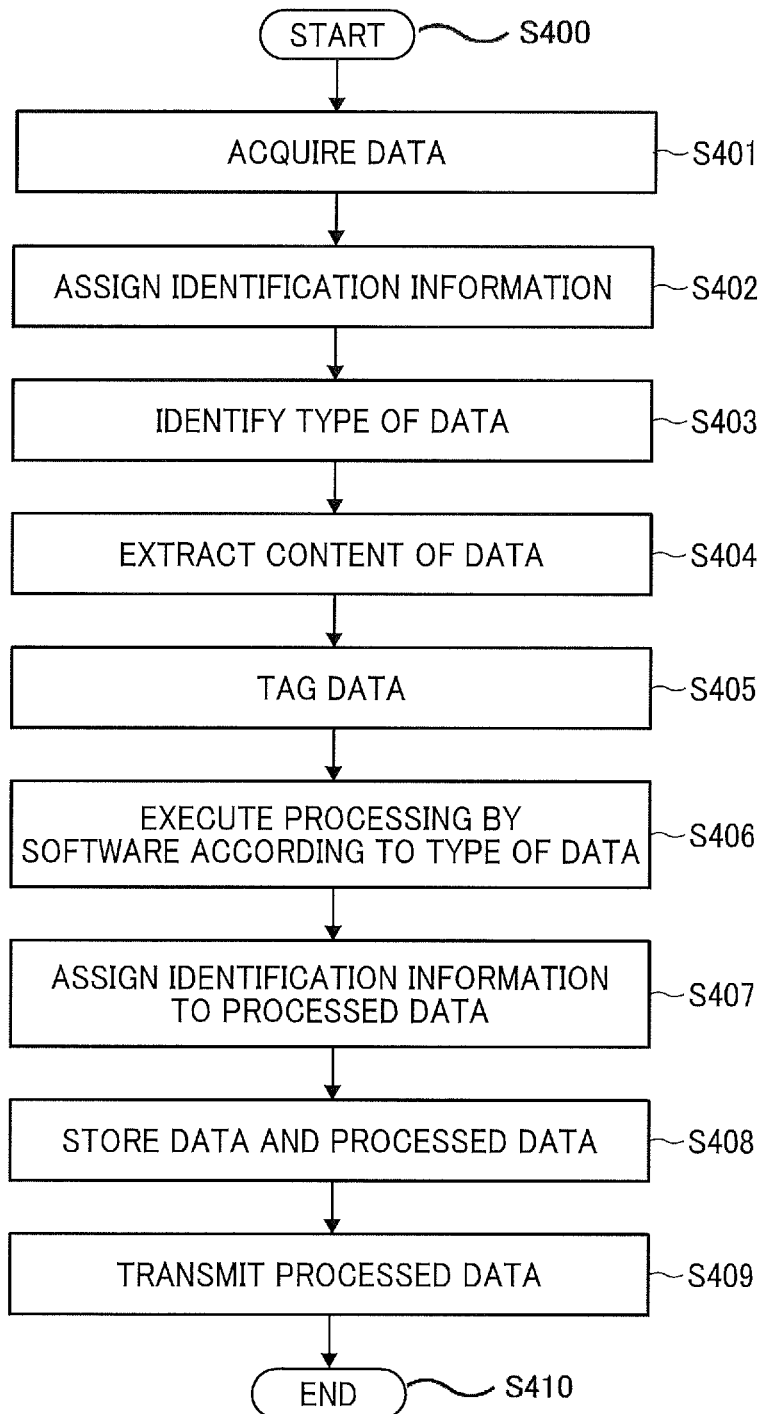 START S400
ACQUIRE DATA S401
ASSIGN IDENTIFICATION INFORMATION S402
IDENTIFY TYPE OF DATA S403
EXTRACT CONTENT OF DATA S404
TAG DATA S405
EXECUTE PROCESSING BY
SOFTWARE ACCORDING TO TYPE OF DATA S406
ASSIGN IDENTIFICATION INFORMATION
TO PROCESSED DATA S407
STORE DATA AND PROCESSED DATA S408
TRANSMIT PROCESSED DATA S409
END S410